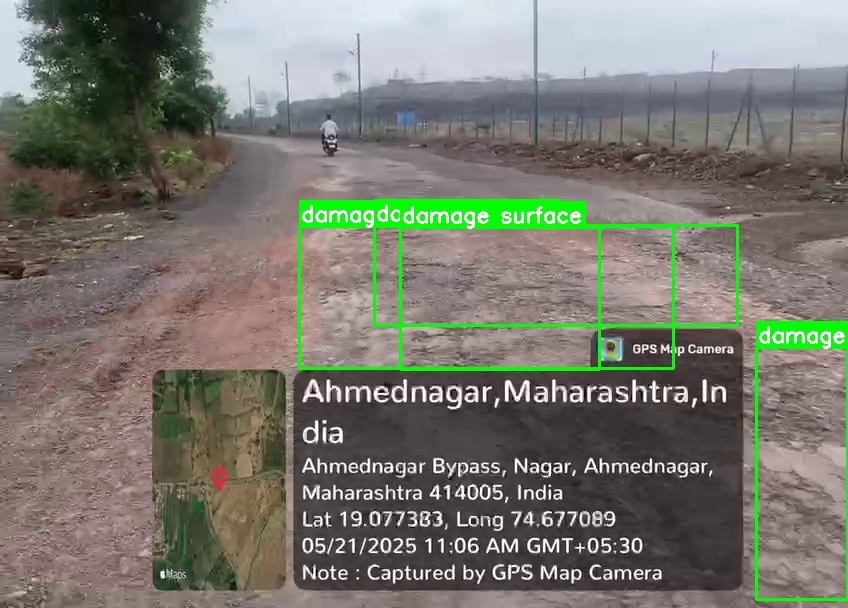 damag
da
damage surface
damage
GPS Map Camera
Ahmednagar,Maharashtra,In
dia
Ahmednagar Bypass, Nagar, Ahmednagar,
Maharashtra 414005, India
Lat 19.077383, Long 74.677089
05/21/2025 11:06 AM GMT+05:30
Note : Captured by GPS Map Camera
Maps